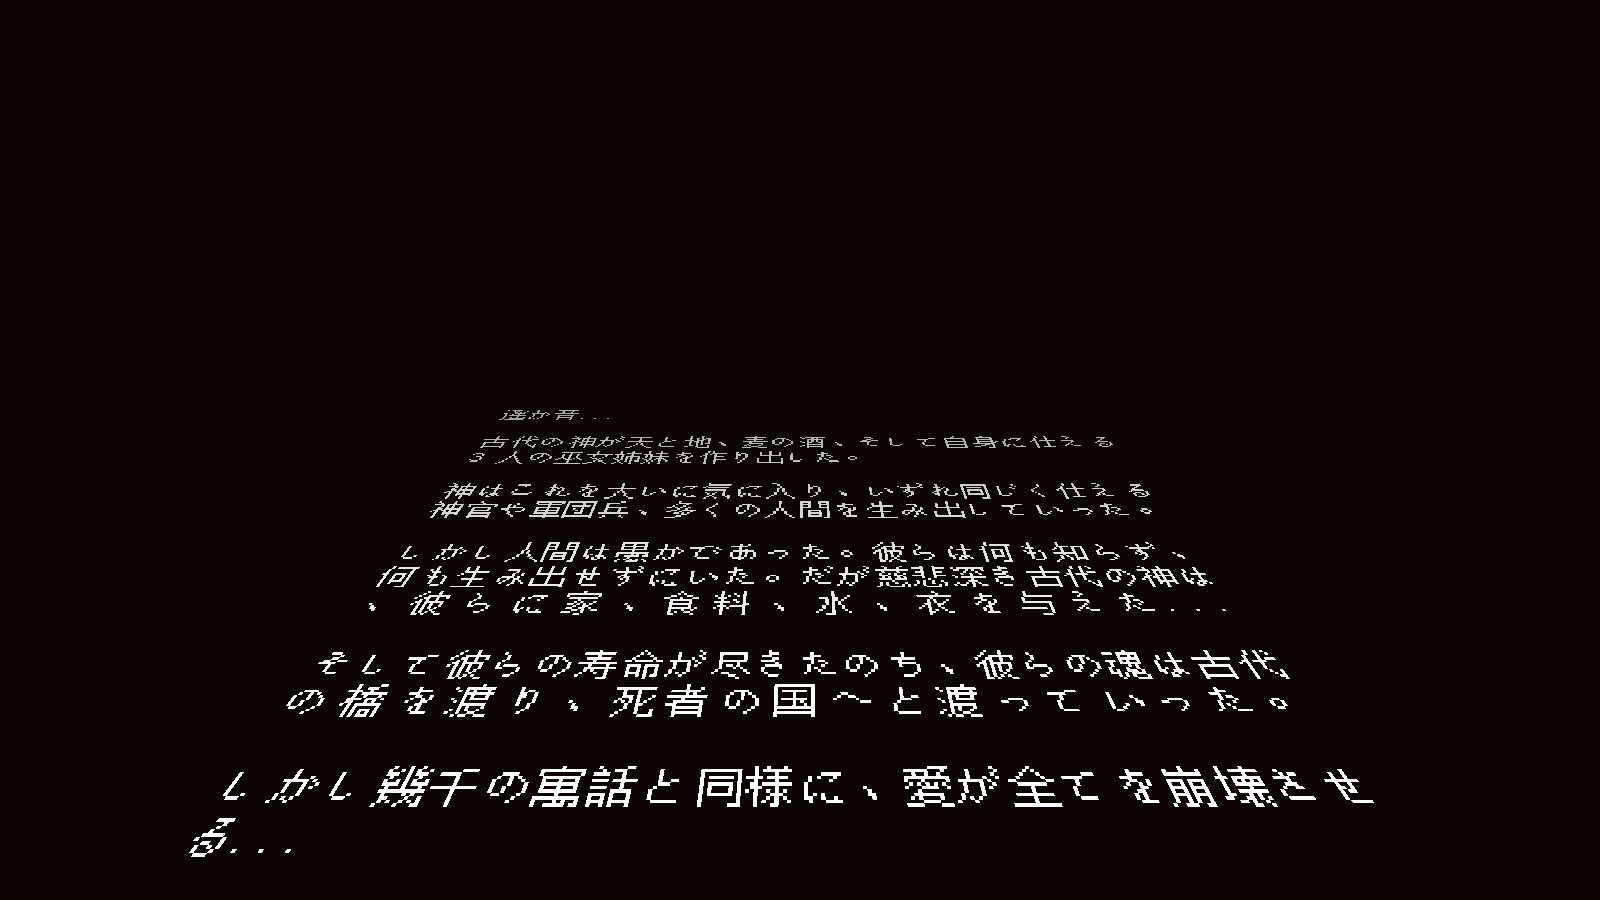 遥か昔...
古代の神が天と地、麦の酒、そして自身に仕える
3人の巫女姉妹を作り出した。
神はこれを大いに気に入り、いずれ同じく仕える
神官や軍団兵、多くの人間を生み出していった。
しかし人間は愚かであった。彼らは何も知らず、
何も生み出せずにいた。だが慈悲深き古代の神は
、彼らに家、食料、水、衣を与えた...
そして彼らの寿命が尽きたのち、彼らの魂は古代
の橋を渡り、死者の国へと渡っていった。
しかし幾千の寓話と同様に、愛が全てを崩壊させ
る...